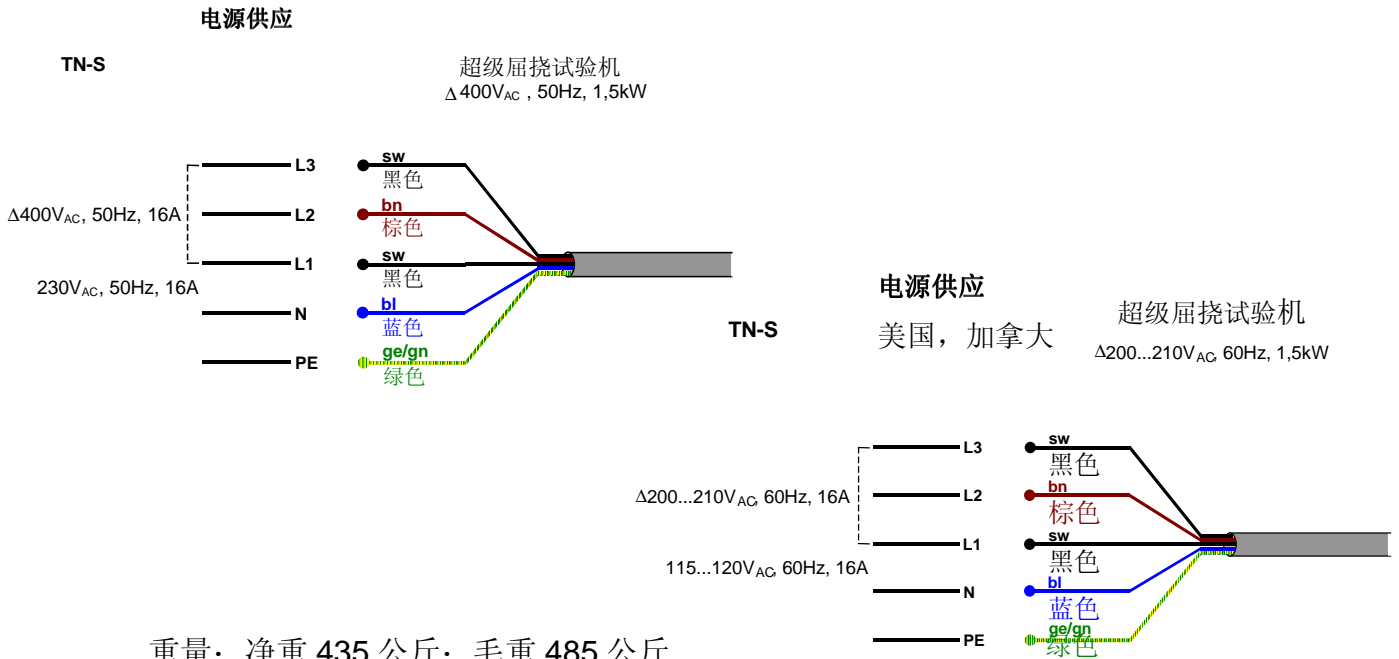 电源供应
TN-S
超级屈挠试验机
Δ400VAC , 50Hz, 1,5kW
L3
sw
黑色
Δ400VAC, 50Hz, 16A
L2
bn
棕色
L1
sw
黑色
230VAC, 50Hz, 16A
N
bl
蓝色
PE
ge/gn
绿色
电源供应
TN-S
美国，加拿大
超级屈挠试验机
Δ200...210VAC, 60Hz, 1,5kW
L3
sw
黑色
Δ200...210VAC, 60Hz, 16A
L2
bn
棕色
L1
sw
黑色
115...120VAC, 60Hz, 16A
N
bl
蓝色
PE
ge/gn
绿色
重量：净重 435 公斤；毛重 485 公斤